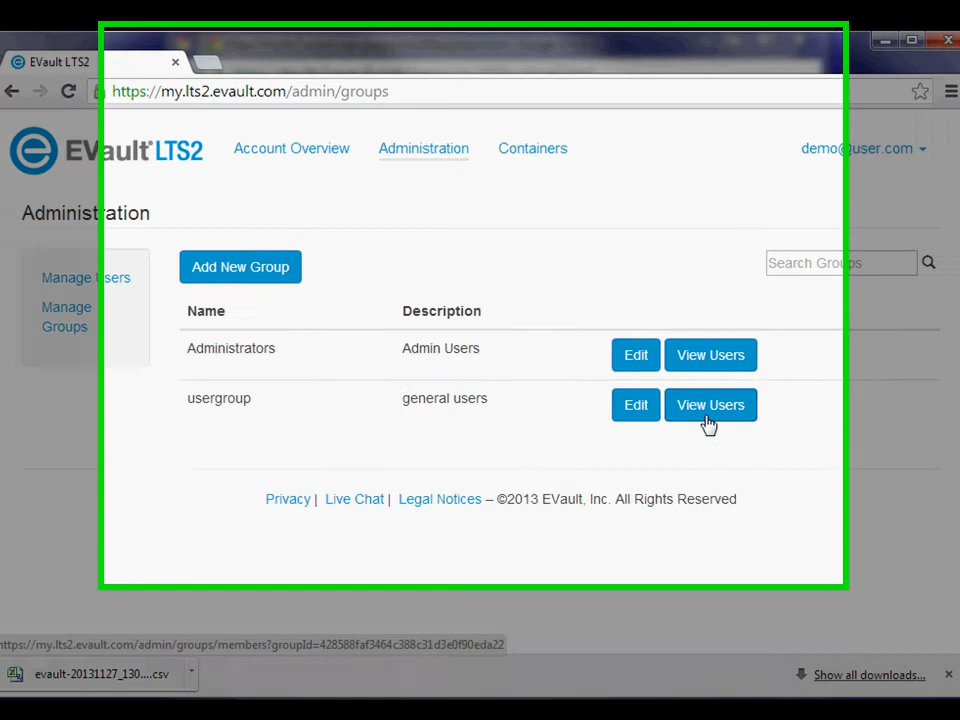 EVault LTS2
https://my.lts2.evault.com/admin/groups
EVault LTS2
Account Overview
Administration
Containers
demo@user.com
Administration
Manage Users
Manage
Groups
Add New Group
Search Groups
Name
Description
Administrators
Admin Users
Edit
View Users
usergroup
general users
Edit
View Users
Privacy | Live Chat | Legal Notices – ©2013 EVault, Inc. All Rights Reserved
https://my.lts2.evault.com/admin/groups/members?groupId=428588faf3464c388c31d3e0f90eda22
evault-20131127_130....csv
Show all downloads...